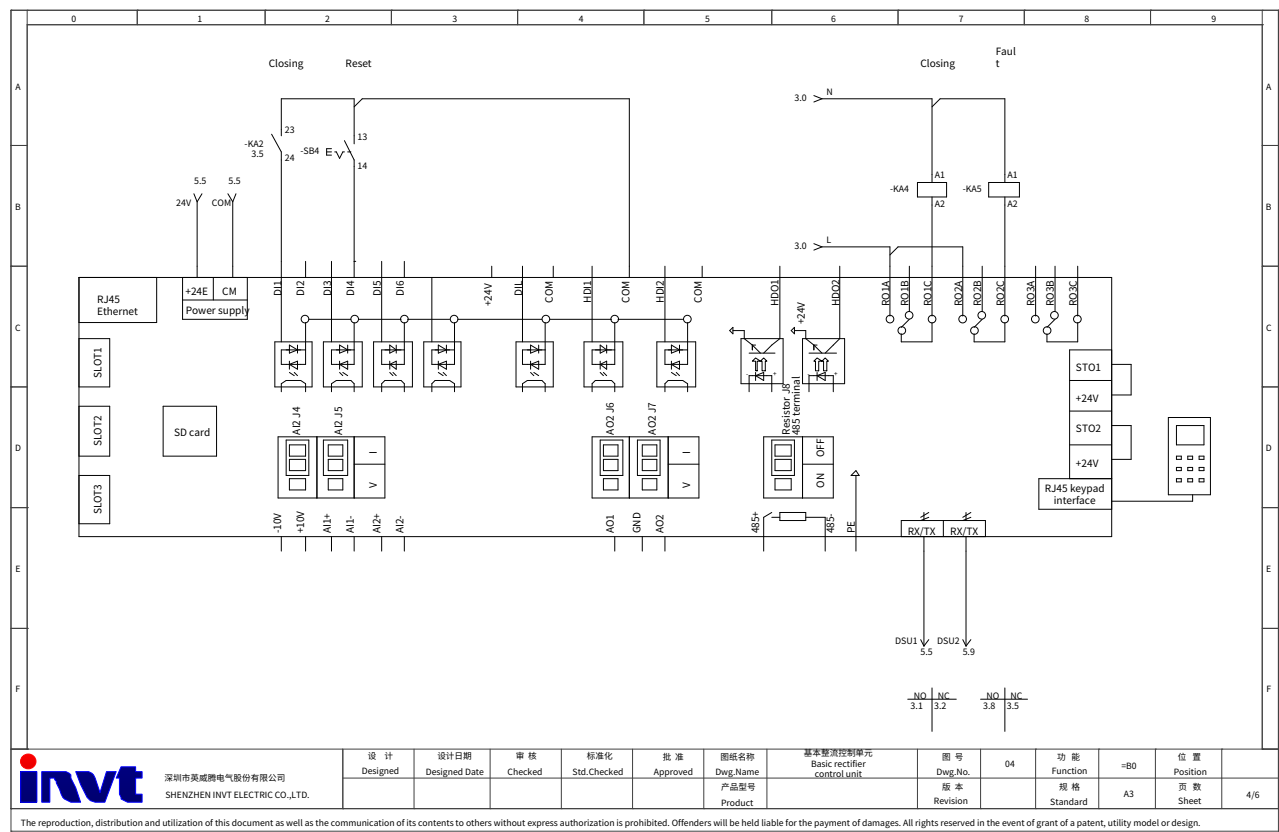 0 1 2 3 4 5 6 7 8 9
Closing Reset Closing Faul
t
A A
3.0 N
23
-KA2
3.5
24
-SB4
13
14
5.5 5.5
24V COM
A1 A1
-KA4 -KA5
A2 A2
B B
3.0 L
RJ45
Ethernet
+24E CM
Power supply
DI1 DI2 DI3 DI4 DI5 DI6 +24V DIL COM HDI1 COM HDI2 COM HDO1 +24V HDO2 RO1A RO1B RO1C RO2A RO2B RO2C RO3A RO3B RO3C
C C
SLOT1
SLOT2
SLOT3
SD card
STO1
+24V
STO2
+24V
RJ45 keypad
interface
D D
AI2 J4 AI2 J5 I V
AO2 J6 AO2 J7 I V
Resistor J8
485 terminal
OFF
ON
-10V +10V AI1+ AI1- AI2+ AI2- AO1 GND AO2 485+ 485- PE
RX/TX RX/TX
E E
DSU1 DSU2
5.5 5.9
F F
NO NC NO NC
3.1 3.2 3.8 3.5
invt
深圳市英威腾电气股份有限公司
SHENZHEN INVT ELECTRIC CO.,LTD.
设 计
Designed
设计日期
Designed Date
审 核
Checked
标准化
Std.Checked
批 准
Approved
图纸名称
Dwg.Name
基本整流控制单元
Basic rectifier
control unit
图 号
Dwg.No.
04
功 能
Function
=B0
位 置
Position
产品型号
Product
版 本
Revision
规 格
Standard
A3
页 数
Sheet
4/6
The reproduction, distribution and utilization of this document as well as the communication of its contents to others without express authorization is prohibited. Offenders will be held liable for the payment of damages. All rights reserved in the event of grant of a patent, utility model or design.